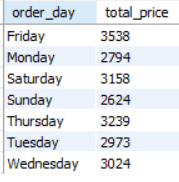 order_day total_price
Friday 3538
Monday 2794
Saturday 3158
Sunday 2624
Thursday 3239
Tuesday 2973
Wednesday 3024